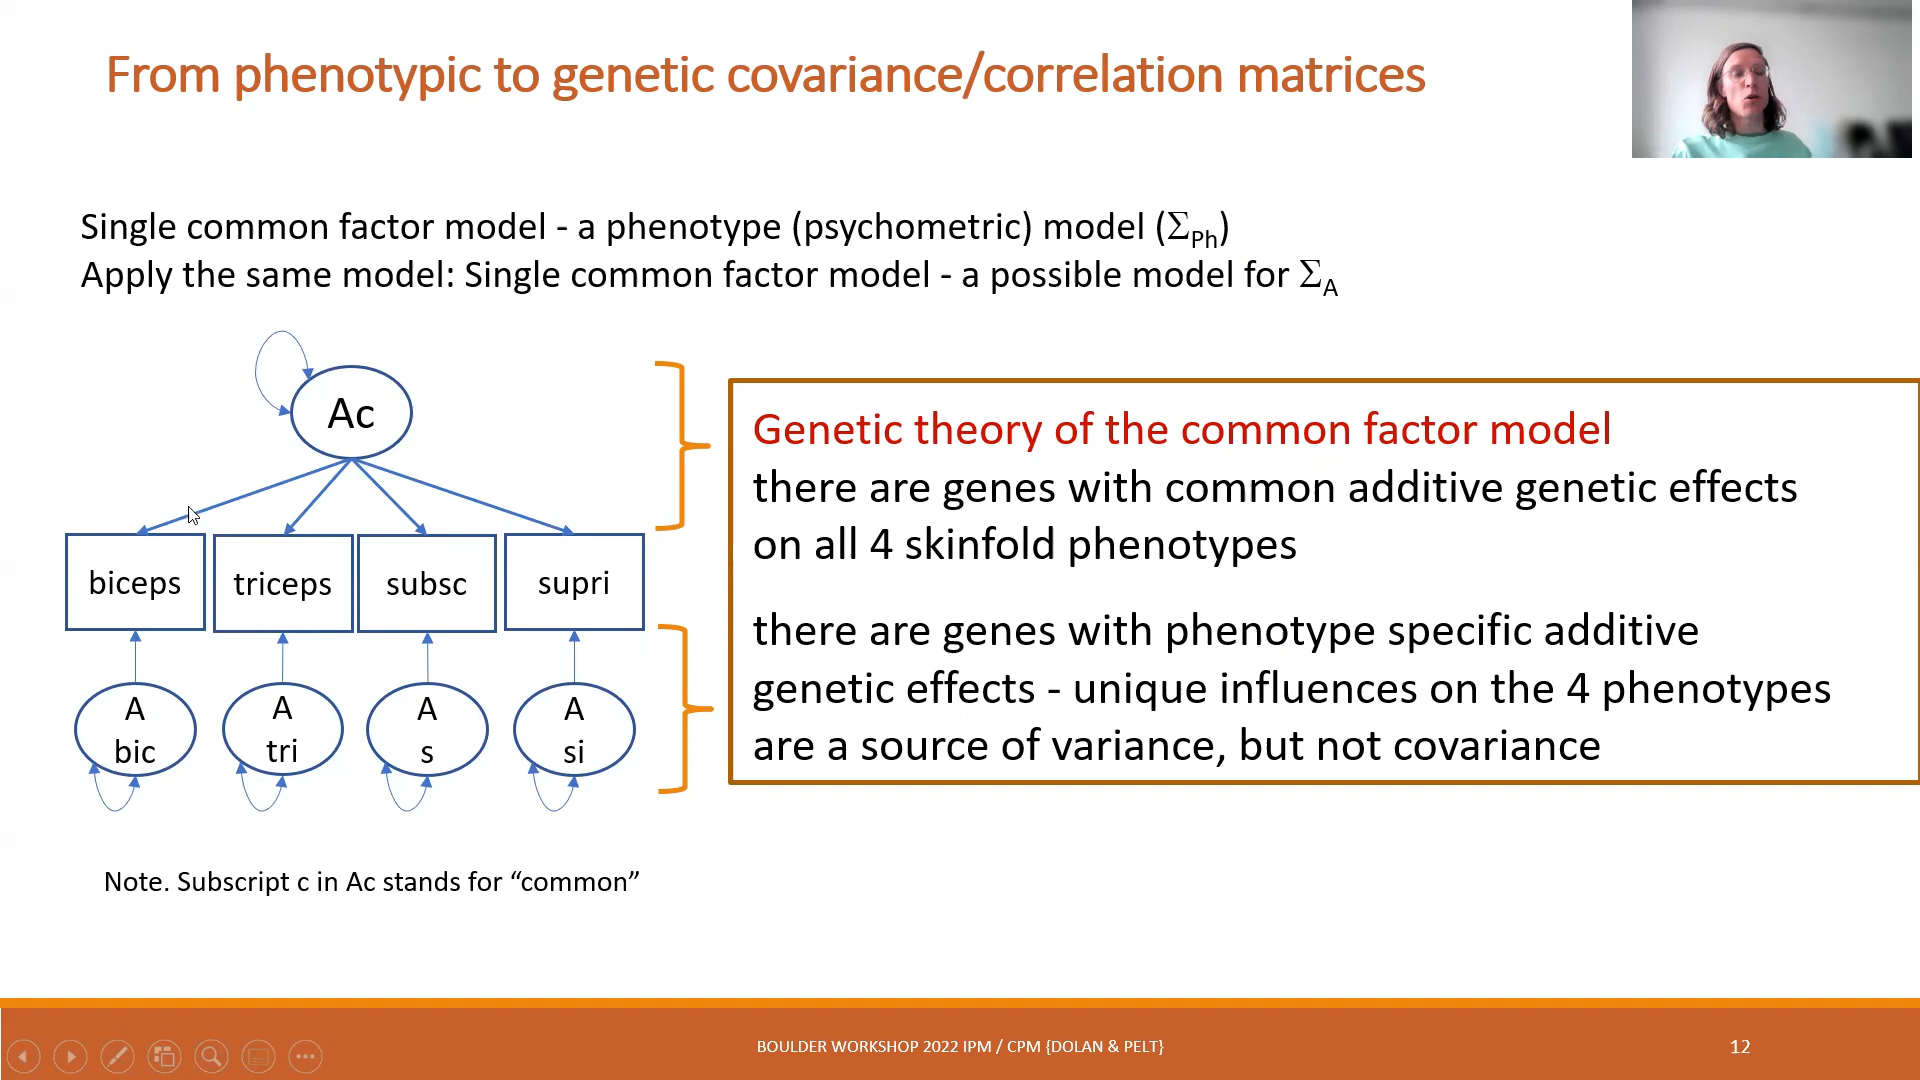 From phenotypic to genetic covariance/correlation matrices
Single common factor model - a phenotype (psychometric) model (ΣPh)
Apply the same model: Single common factor model - a possible model for ΣA
Ac
biceps
triceps
subsc
supri
A
bic
A
tri
A
s
A
si
Genetic theory of the common factor model
there are genes with common additive genetic effects
on all 4 skinfold phenotypes
there are genes with phenotype specific additive
genetic effects - unique influences on the 4 phenotypes
are a source of variance, but not covariance
Note. Subscript c in Ac stands for “common”
BOULDER WORKSHOP 2022 IPM / CPM {DOLAN & PELT}
12